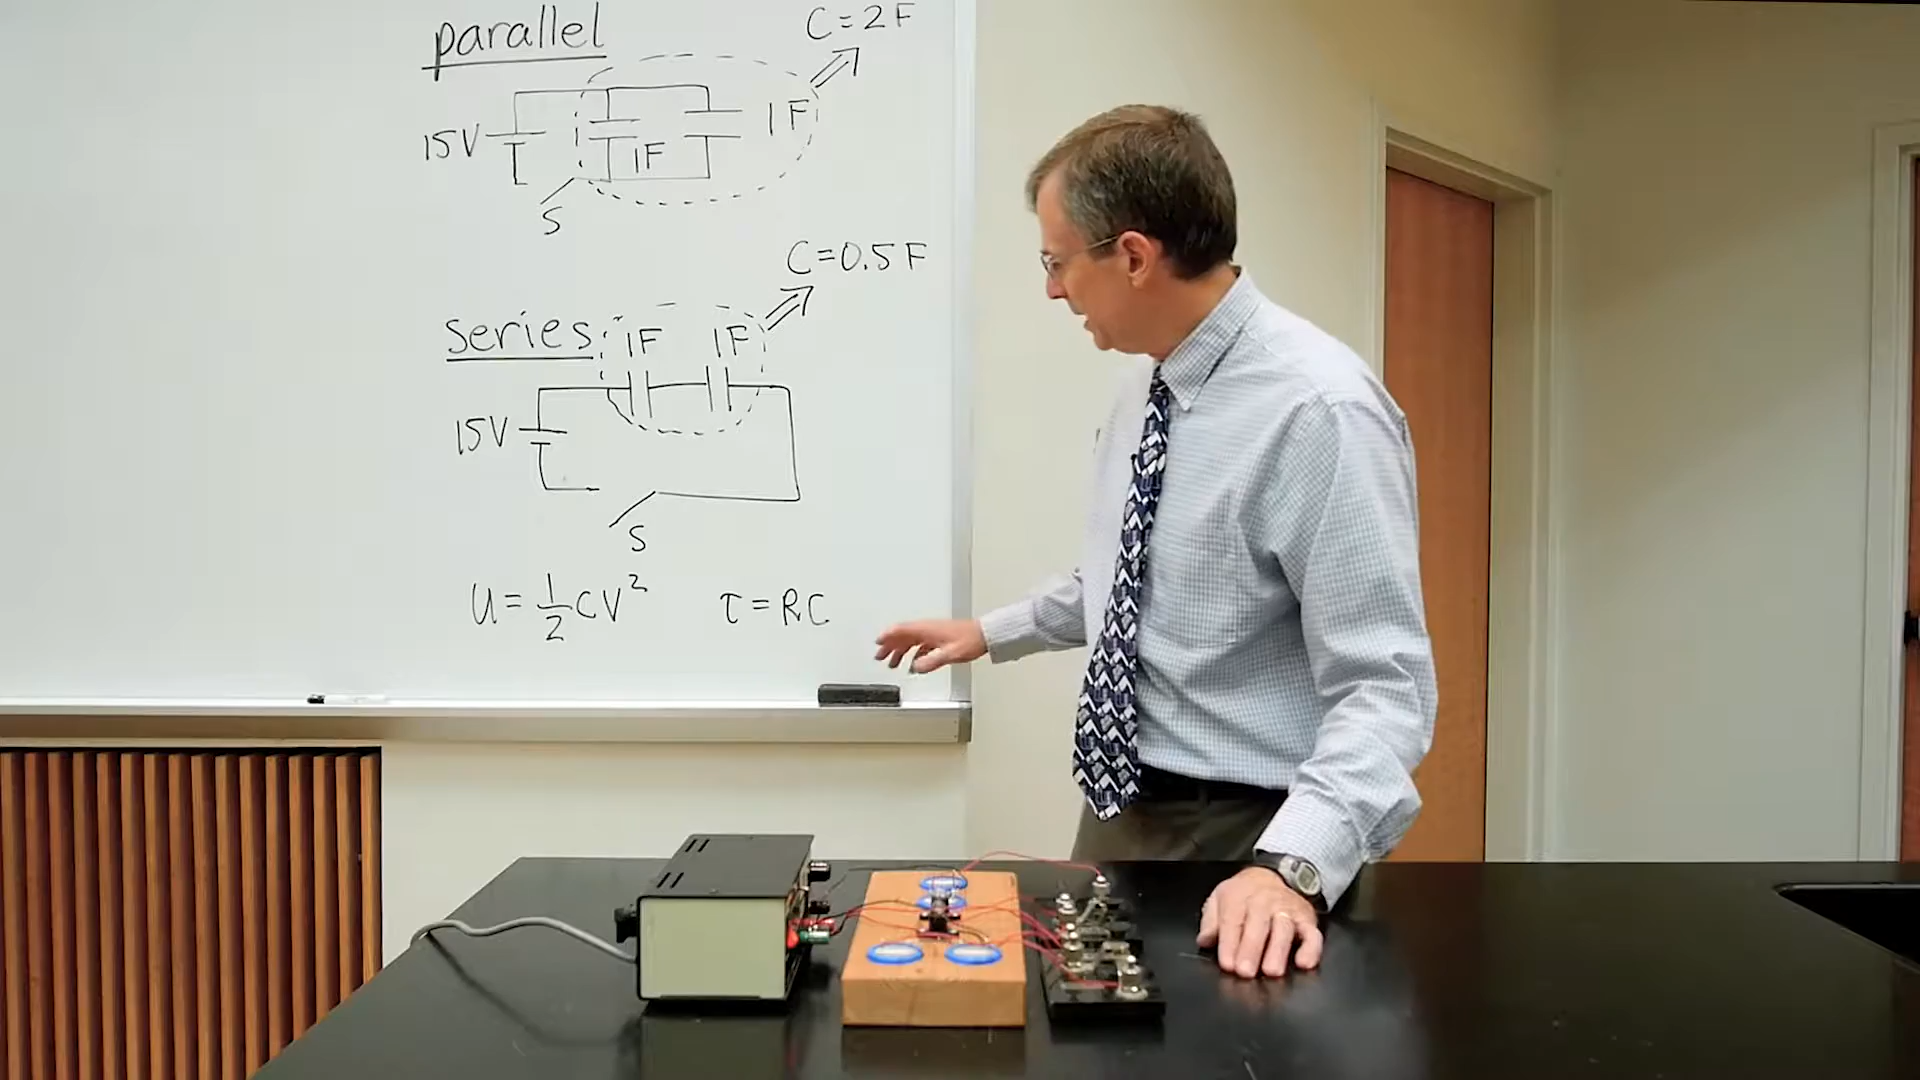 parallel
C=2F
15V
1F
1F
S
C=0.5F
series
1F
1F
15V
S
U=½CV²
τ=RC